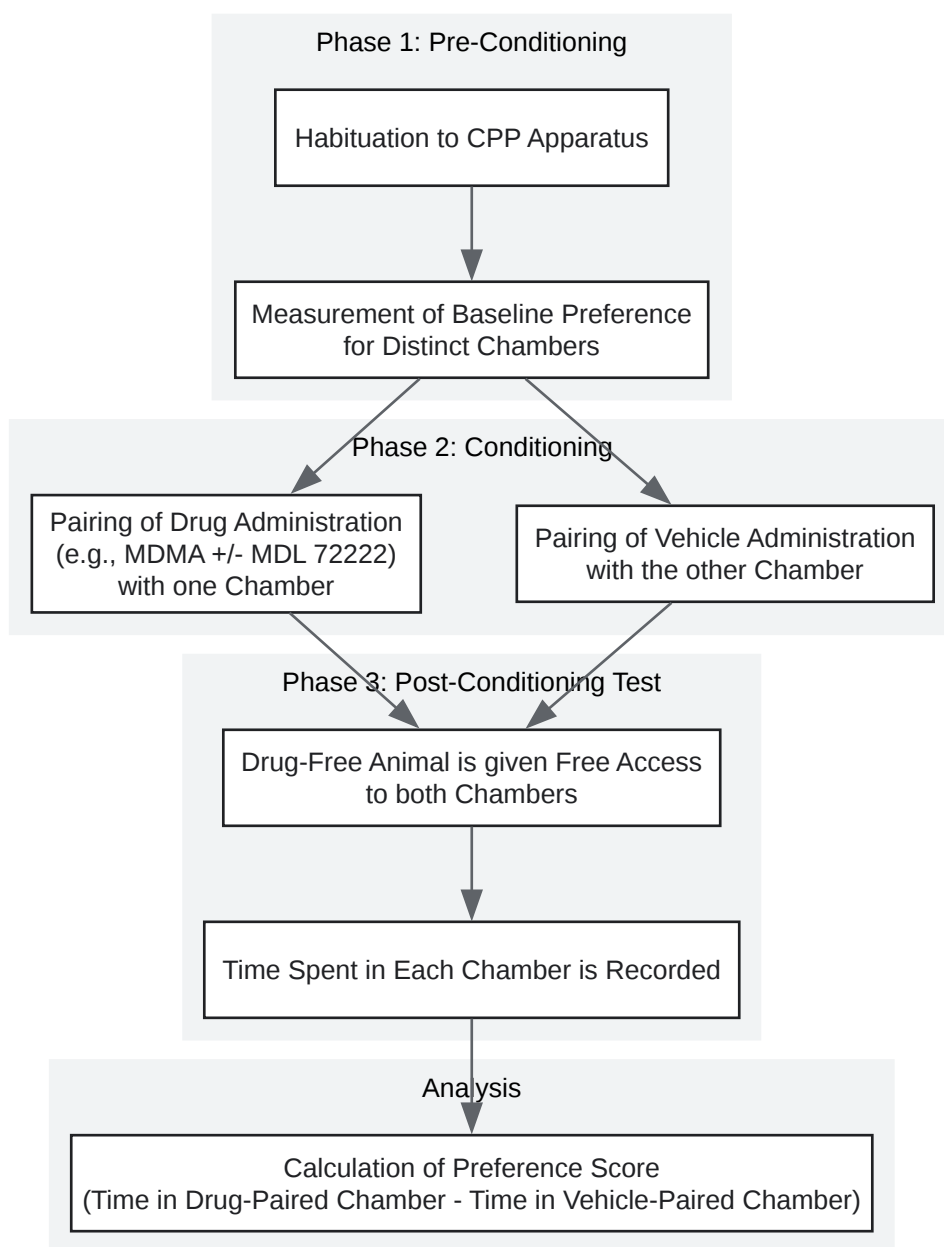 Phase 1: Pre-Conditioning
Habituation to CPP Apparatus
Measurement of Baseline Preference
for Distinct Chambers
Phase 2: Conditioning
Pairing of Drug Administration
(e.g., MDMA +/- MDL 72222)
with one Chamber
Pairing of Vehicle Administration
with the other Chamber
Phase 3: Post-Conditioning Test
Drug-Free Animal is given Free Access
to both Chambers
Time Spent in Each Chamber is Recorded
Analysis
Calculation of Preference Score
(Time in Drug-Paired Chamber - Time in Vehicle-Paired Chamber)